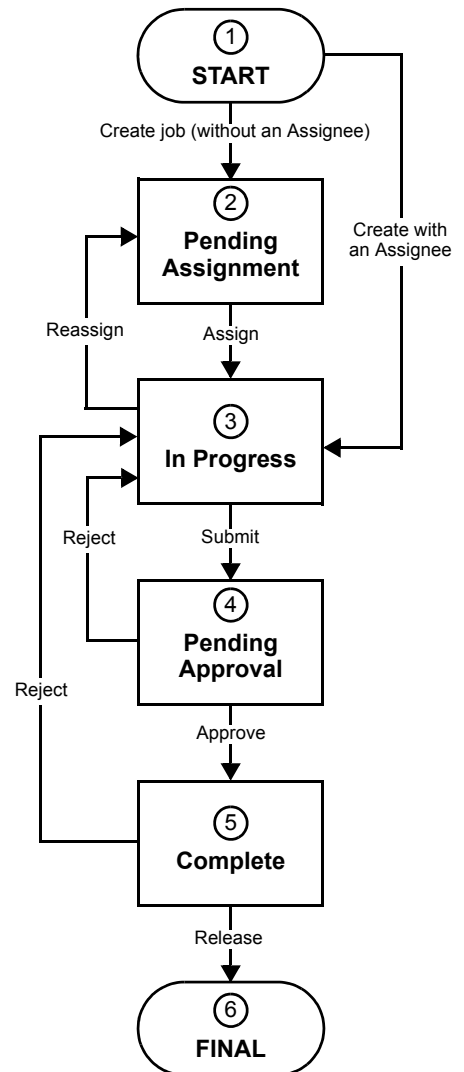 1
START
Create job (without an Assignee)
Create with
an Assignee
2
Pending
Assignment
Reassign
Assign
3
In Progress
Reject
Submit
4
Pending
Approval
Reject
Approve
5
Complete
Release
6
FINAL